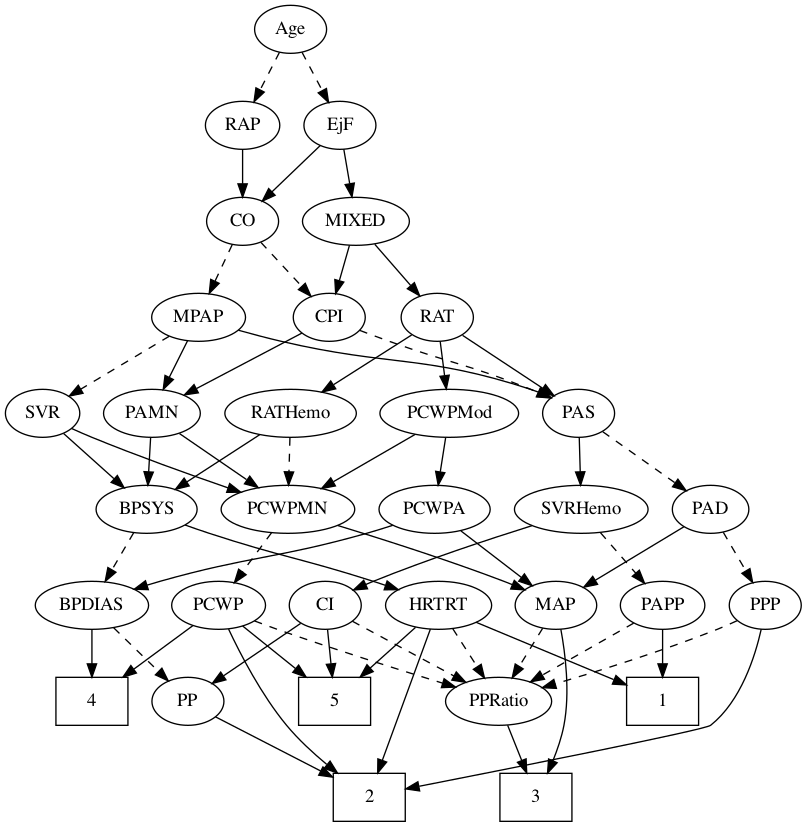 Age
RAP
EjF
CO
MIXED
MPAP
CPI
RAT
SVR
PAMN
RATHemo
PCWPMod
PAS
BPSYS
PCWPMN
PCWPA
SVRHemo
PAD
BPDIAS
PCWP
CI
HRTRT
MAP
PAPP
PPP
4
PP
5
PPRatio
1
2
3